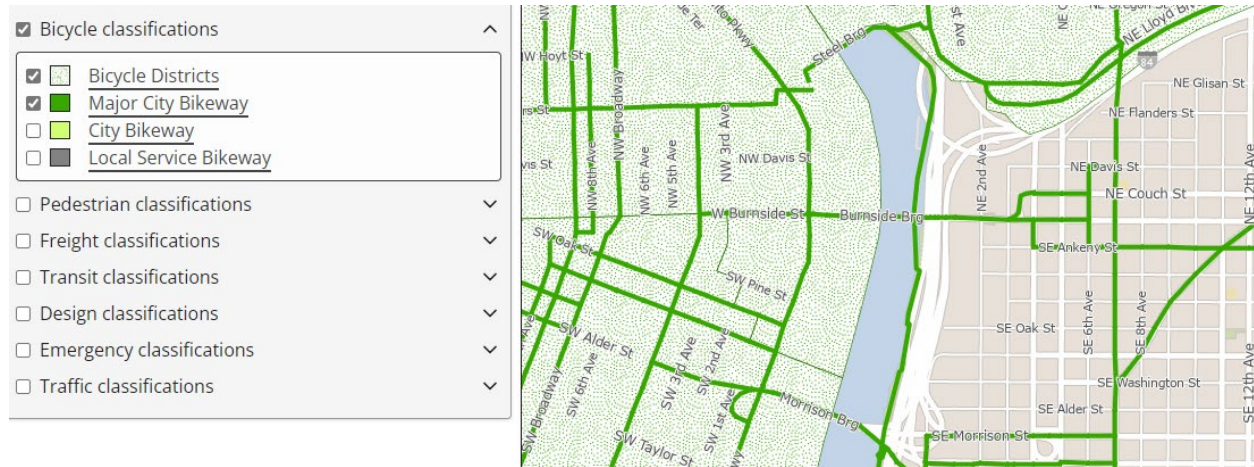 Bicycle classifications
Bicycle Districts
Major City Bikeway
City Bikeway
Local Service Bikeway
Pedestrian classifications
Freight classifications
Transit classifications
Design classifications
Emergency classifications
Traffic classifications
NE Lloyd Blv
Steel Brg
NW Hoyt St
84
NE Glisan St
NW Broadway
NE Flanders St
NW 3rd Ave
NW 8th Ave
NW 6th Ave
NW 5th Ave
NW Davis St
NE 2nd Ave
NE Davis St
NE Couch St
NE 12th Ave
W Burnside St
Burnside Brg
SW Oak St
SE Ankeny St
SW Pine St
SE 6th Ave
SE 8th Ave
SE Oak St
SW Alder St
SW 3rd Ave
SW 2nd Ave
SE 12th Ave
SE Washington St
SW Broadway
SW 6th Ave
SW 1st Ave
Morrison Brg
SE Alder St
SE Morrison St
SW Taylor St